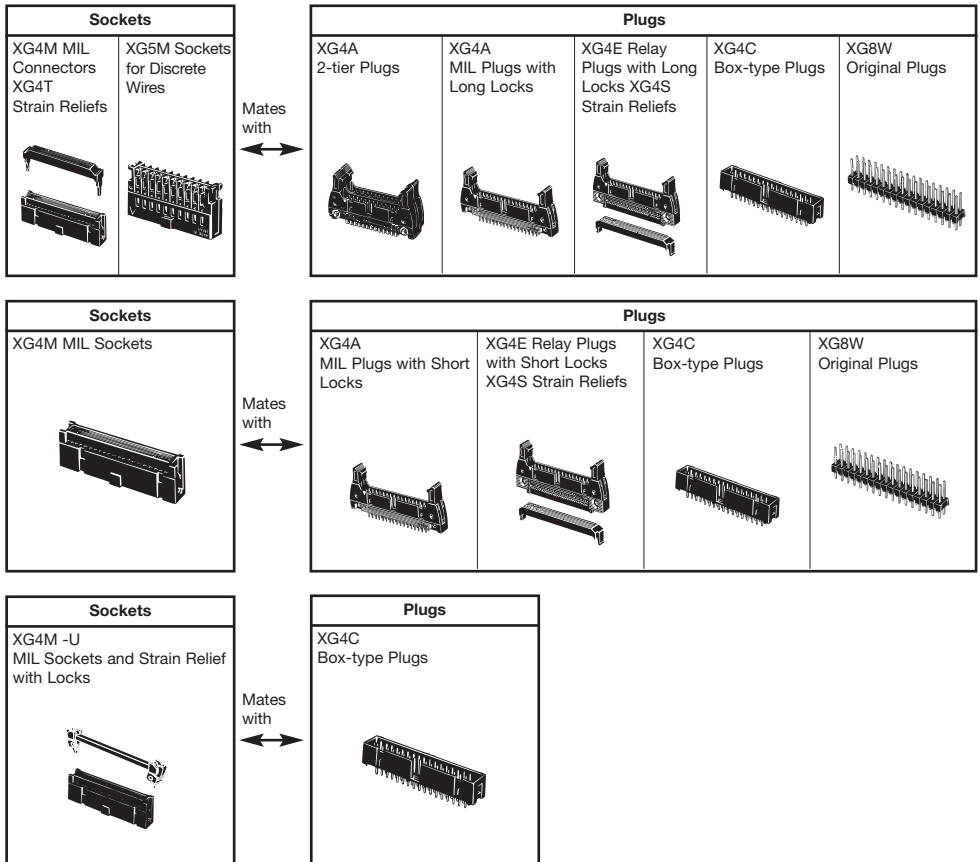 Sockets
XG4M MIL
Connectors
XG4T
Strain Reliefs
XG5M Sockets
for Discrete
Wires
Mates
with
Plugs
XG4A
2-tier Plugs
XG4A
MIL Plugs with
Long Locks
XG4E Relay
Plugs with Long
Locks XG4S
Strain Reliefs
XG4C
Box-type Plugs
XG8W
Original Plugs
Sockets
XG4M MIL Sockets
Mates
with
Plugs
XG4A
MIL Plugs with Short
Locks
XG4E Relay Plugs
with Short Locks
XG4S Strain Reliefs
XG4C
Box-type Plugs
XG8W
Original Plugs
Sockets
XG4M -U
MIL Sockets and Strain Relief
with Locks
Mates
with
Plugs
XG4C
Box-type Plugs